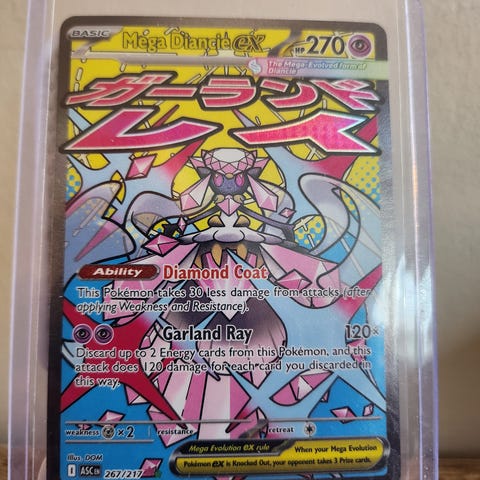 BASIC
Mega Diancie ex HP 270
The Mega-Evolved form of
Diancie
ガーランド
レイ
Ability Diamond Coat
This Pokémon takes 30 less damage from attacks (after
applying Weakness and Resistance).
Garland Ray 120×
Discard up to 2 Energy cards from this Pokémon, and this
attack does 120 damage for each card you discarded in
this way.
weakness ×2 resistance retreat
Illus. DOM
I ASC EN 267/217
Mega Evolution ex rule
When your Mega Evolution
Pokémon ex is Knocked Out, your opponent takes 3 Prize cards.